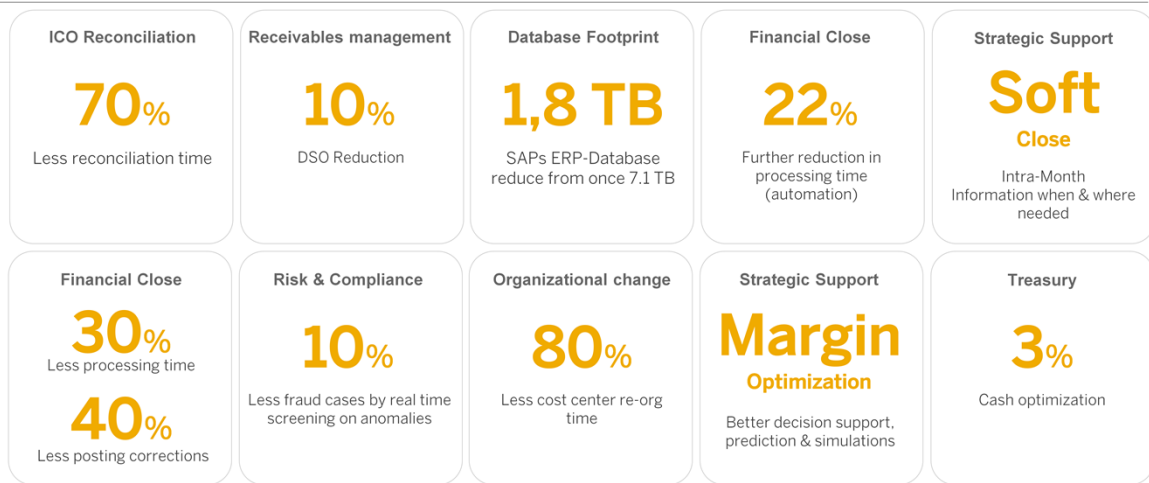 ICO Reconciliation
70%
Less reconciliation time
Receivables management
10%
DSO Reduction
Database Footprint
1,8 TB
SAPs ERP-Database
reduce from once 7.1 TB
Financial Close
22%
Further reduction in
processing time
(automation)
Strategic Support
Soft
Close
Intra-Month
Information when & where
needed
Financial Close
30%
Less processing time
40%
Less posting corrections
Risk & Compliance
10%
Less fraud cases by real time
screening on anomalies
Organizational change
80%
Less cost center re-org
time
Strategic Support
Margin
Optimization
Better decision support,
prediction & simulations
Treasury
3%
Cash optimization